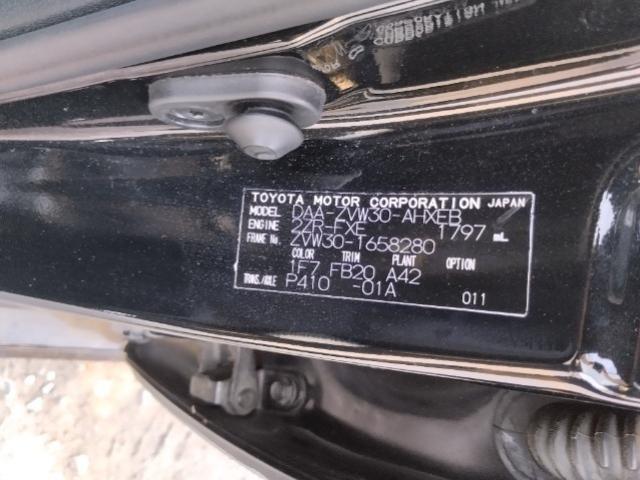 TOYOTA MOTOR CORPORATION JAPAN
MODEL DAA-ZVW30-AHXEB
ENGINE 2ZR-FXE 1797 mL
FRAME No. ZVW30-1658280
COLOR TRIM PLANT OPTION
1F7 FB20 A42
TRANS./AXLE P410 -01A 011